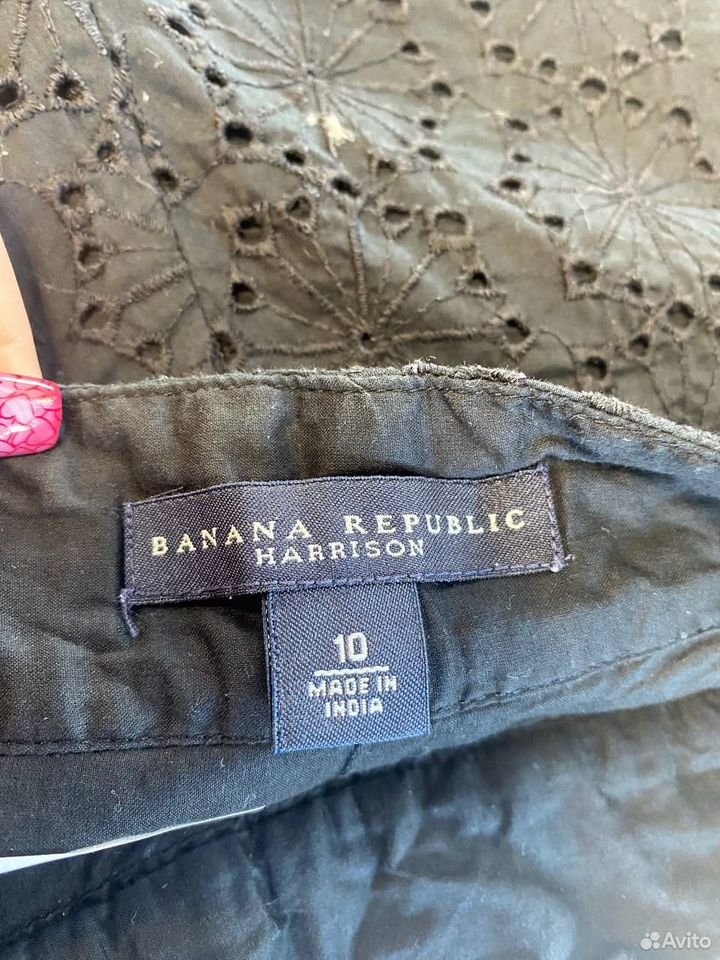 BANANA REPUBLIC
HARRISON
10
MADE IN
INDIA
Avito